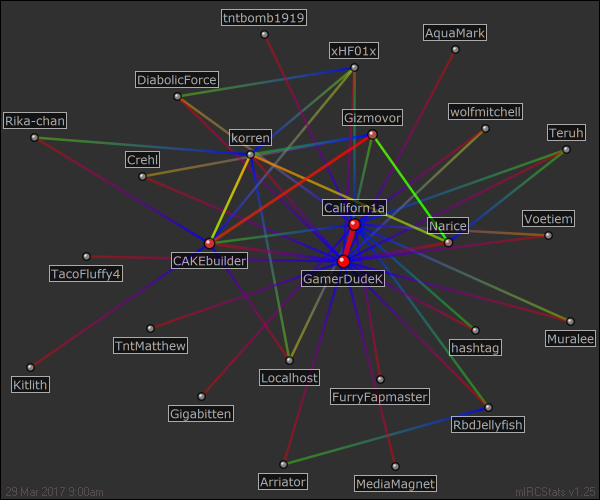 tntbomb1919
AquaMark
xHF01x
DiabolicForce
wolfmitchell
Rika-chan
Gizmovor
Teruh
korren
Crehl
Californ1a
Narice
Voetiem
CAKEbuilder
TacoFluffy4
GamerDudeK
TntMatthew
hashtag
Muralee
Kitlith
Localhost
FurryFapmaster
Gigabitten
RbdJellyfish
Arriator
MediaMagnet
29 Mar 2017 9:00am
mIRCStats v1.25